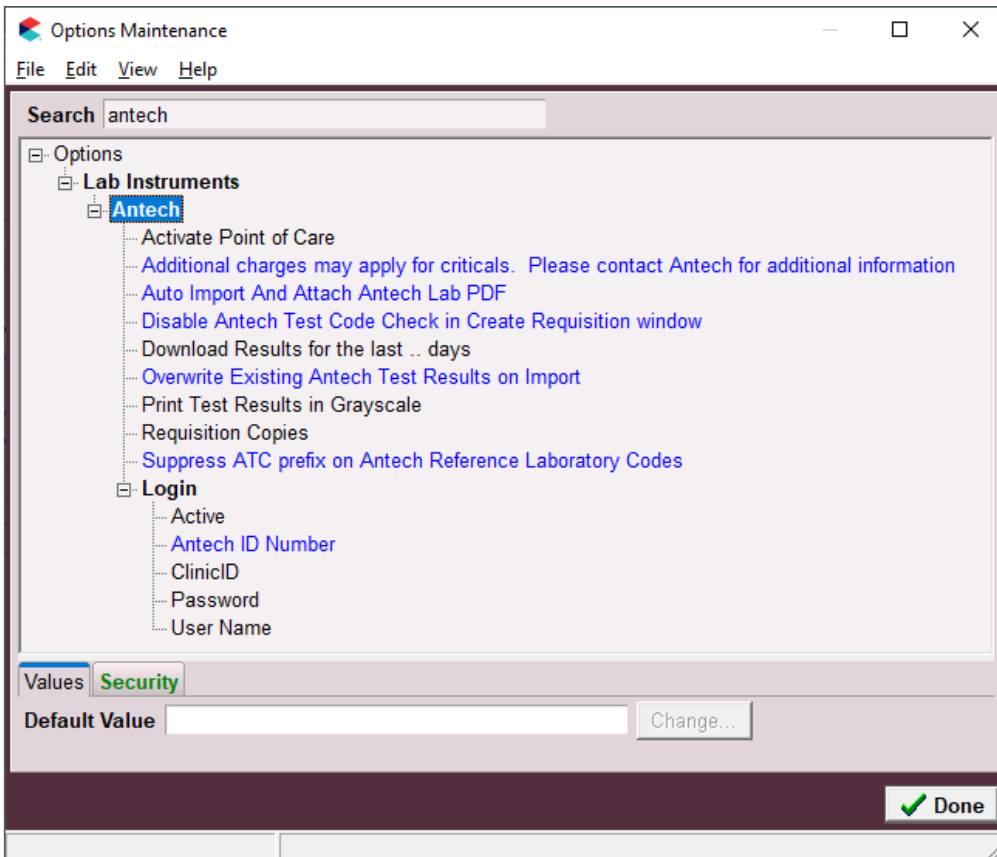 Options Maintenance
File Edit View Help
Search antech
Options
Lab Instruments
Antech
Activate Point of Care
Additional charges may apply for criticals.  Please contact Antech for additional information
Auto Import And Attach Antech Lab PDF
Disable Antech Test Code Check in Create Requisition window
Download Results for the last .. days
Overwrite Existing Antech Test Results on Import
Print Test Results in Grayscale
Requisition Copies
Suppress ATC prefix on Antech Reference Laboratory Codes
Login
Active
Antech ID Number
ClinicID
Password
User Name
Values Security
Default Value Change...
Done